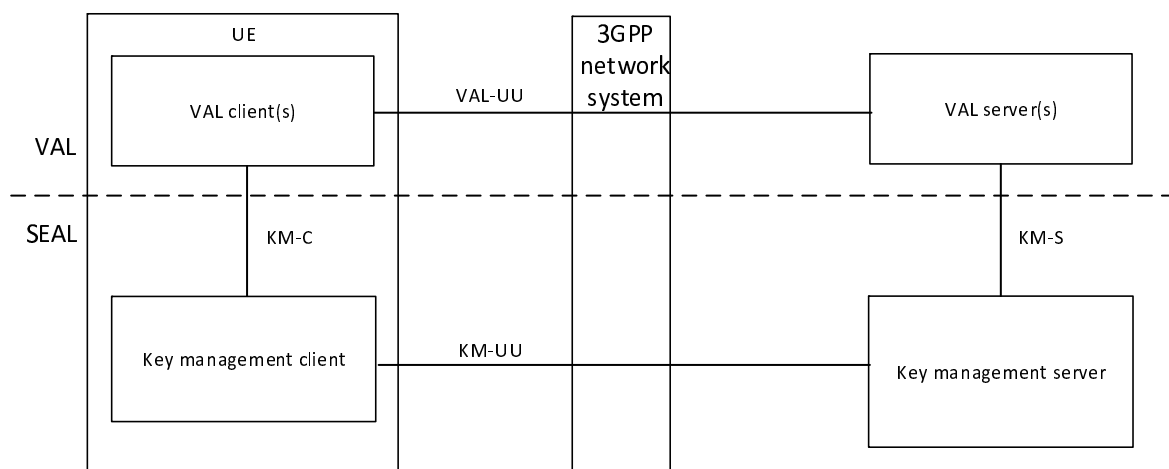 UE
3GPP
network
system
VAL client(s)
VAL-UU
VAL server(s)
VAL
SEAL
KM-C
KM-S
Key management client
KM-UU
Key management server